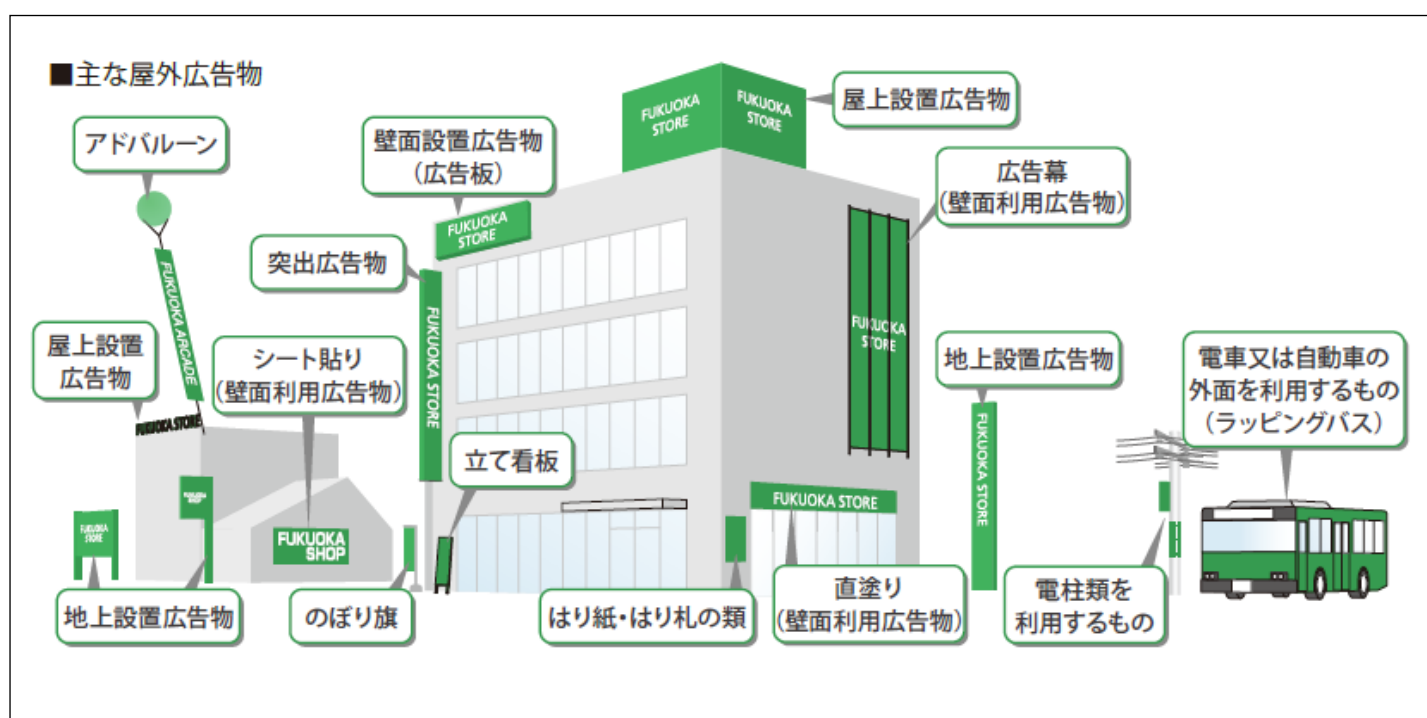 ■主な屋外広告物
アドバルーン
壁面設置広告物
（広告板）
屋上設置広告物
FUKUOKA
STORE
FUKUOKA
STORE
広告幕
（壁面利用広告物）
FUKUOKA
STORE
突出広告物
FUKUOKA ARCADE
FUKUOKA STORE
屋上設置
広告物
シート貼り
（壁面利用広告物）
FUKUOKA
STORE
地上設置広告物
電車又は自動車の
外面を利用するもの
（ラッピングバス）
FUKUOKA STORE
立て看板
FUKUOKA STORE
FUKUOKA STORE
FUKUOKA
SHOP
FUKUOKA
STORE
FUKUOKA
SHOP
地上設置広告物
のぼり旗
はり紙・はり札の類
直塗り
（壁面利用広告物）
電柱類を
利用するもの